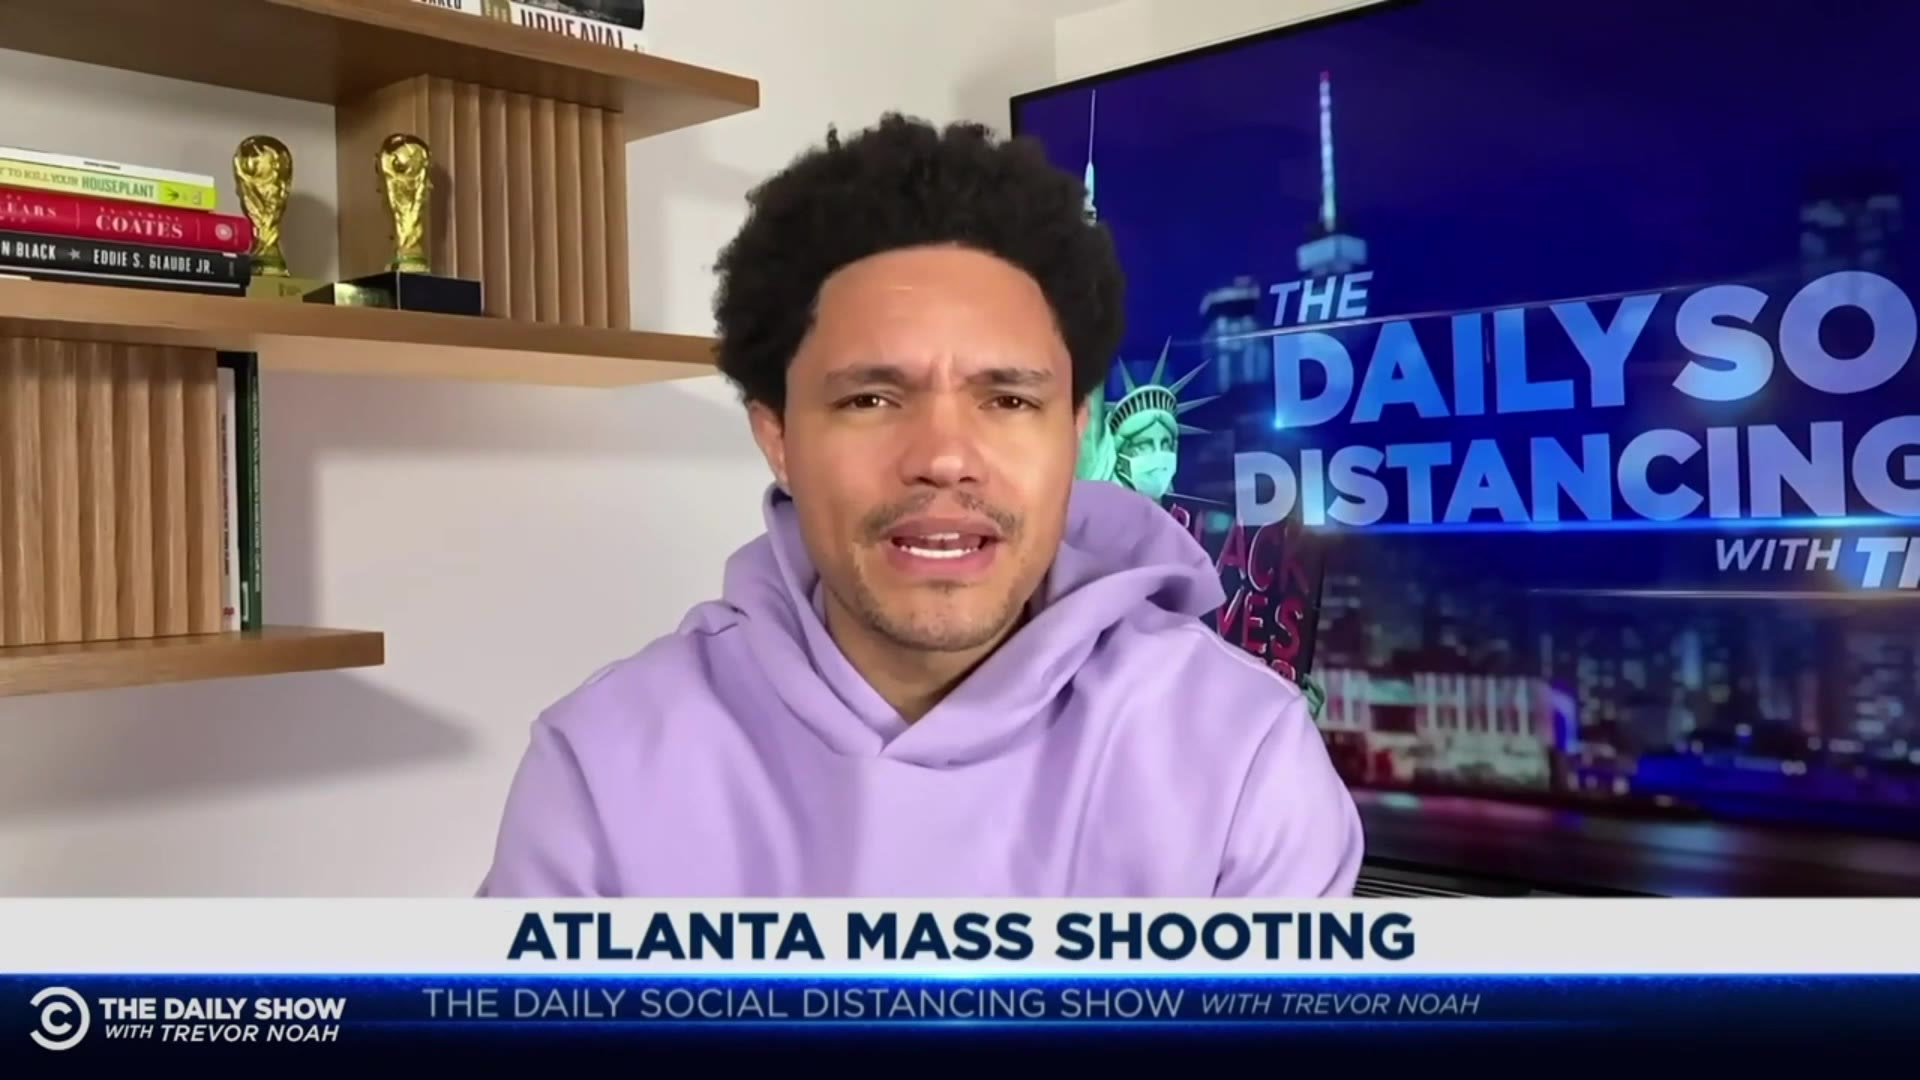 UPHEAVAL
HOUSEPLANT
COATES
N BLACK ★ EDDIE S. GLAUDE JR.
THE
DAILY SO
DISTANCING
WITH
ATLANTA MASS SHOOTING
THE DAILY SHOW
WITH TREVOR NOAH
THE DAILY SOCIAL DISTANCING SHOW WITH TREVOR NOAH